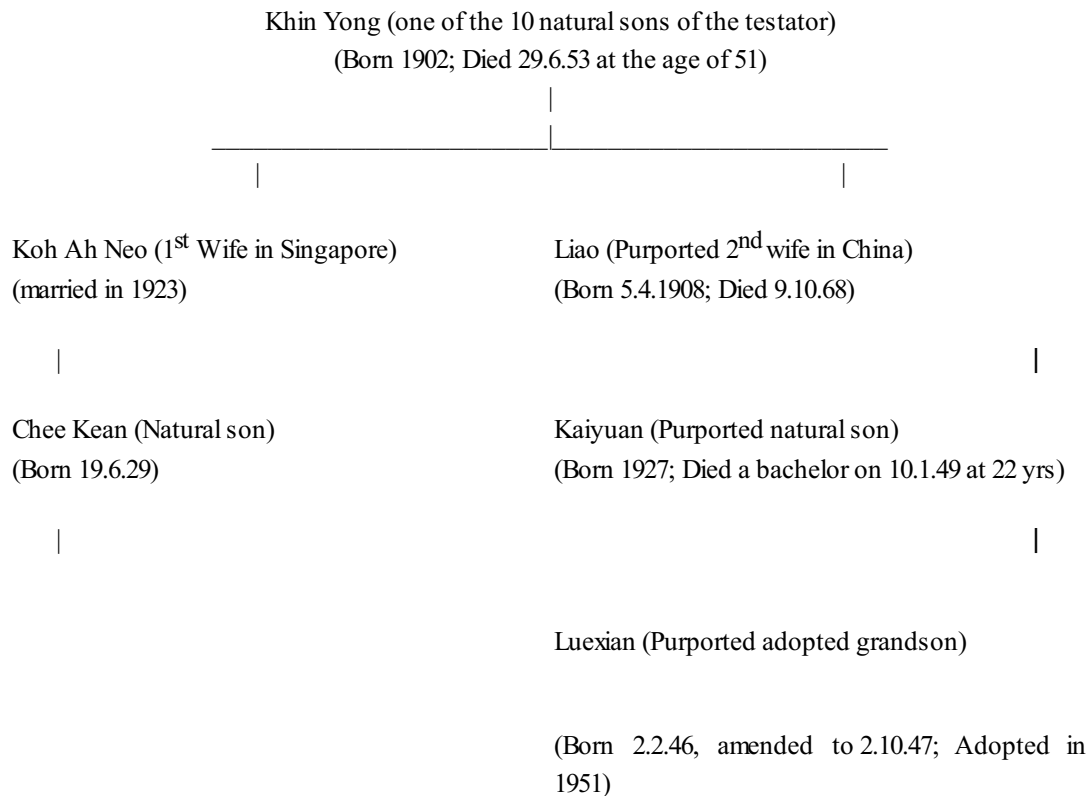 Khin Yong (one of the 10 natural sons of the testator)
(Born 1902; Died 29.6.53 at the age of 51)
Koh Ah Neo (1st Wife in Singapore)
(married in 1923)
Liao (Purported 2nd wife in China)
(Born 5.4.1908; Died 9.10.68)
Chee Kean (Natural son)
(Born 19.6.29)
Kaiyuan (Purported natural son)
(Born 1927; Died a bachelor on 10.1.49 at 22 yrs)
Luexian (Purported adopted grandson)
(Born 2.2.46, amended to 2.10.47; Adopted in
1951)